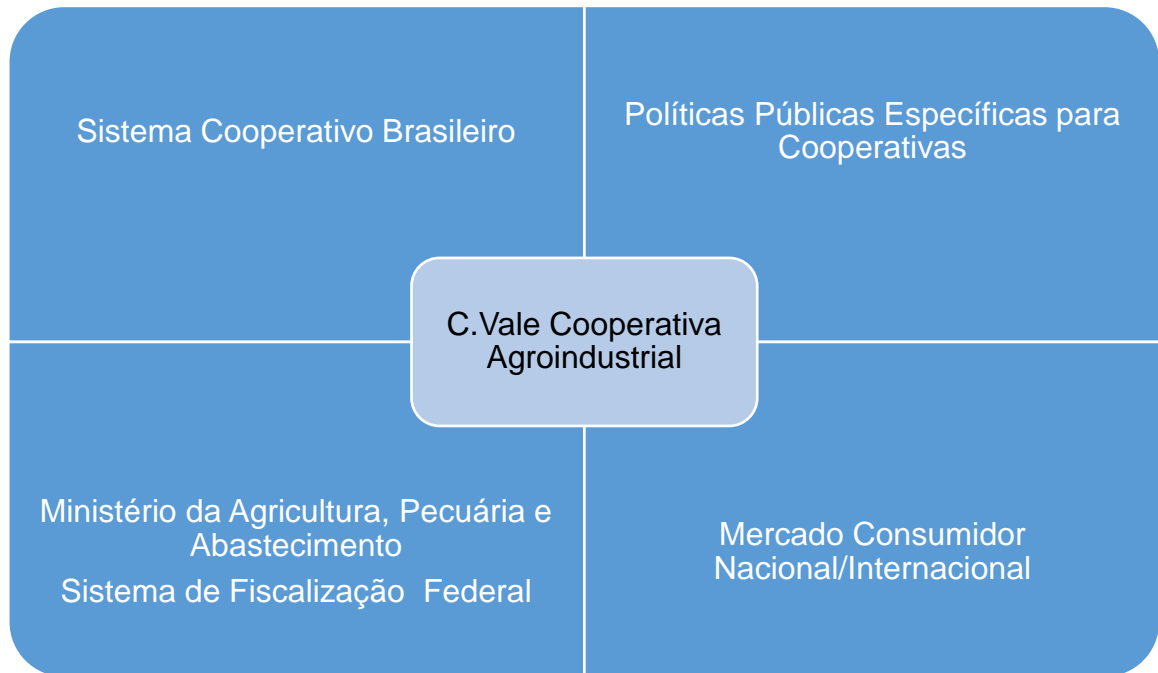 Sistema Cooperativo Brasileiro
Políticas Públicas Específicas para
Cooperativas
C.Vale Cooperativa
Agroindustrial
Ministério da Agricultura, Pecuária e
Abastecimento
Sistema de Fiscalização  Federal
Mercado Consumidor
Nacional/Internacional